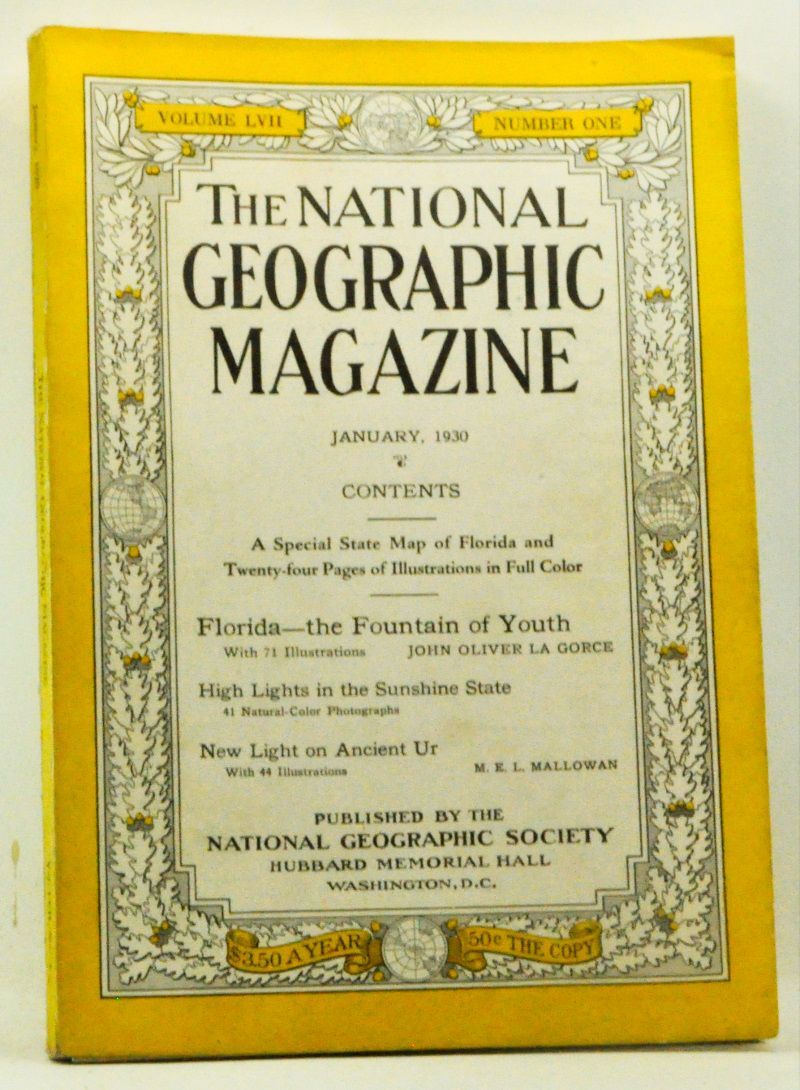 VOLUME LVII
NUMBER ONE
THE NATIONAL
GEOGRAPHIC
MAGAZINE
JANUARY, 1930
CONTENTS
A Special State Map of Florida and
Twenty-four Pages of Illustrations in Full Color
Florida—the Fountain of Youth
With 71 Illustrations JOHN OLIVER LA GORCE
High Lights in the Sunshine State
41 Natural-Color Photographs
New Light on Ancient Ur
With 44 Illustrations M. E. L. MALLOWAN
PUBLISHED BY THE
NATIONAL GEOGRAPHIC SOCIETY
HUBBARD MEMORIAL HALL
WASHINGTON, D.C.
$3.50 A YEAR
50¢ THE COPY